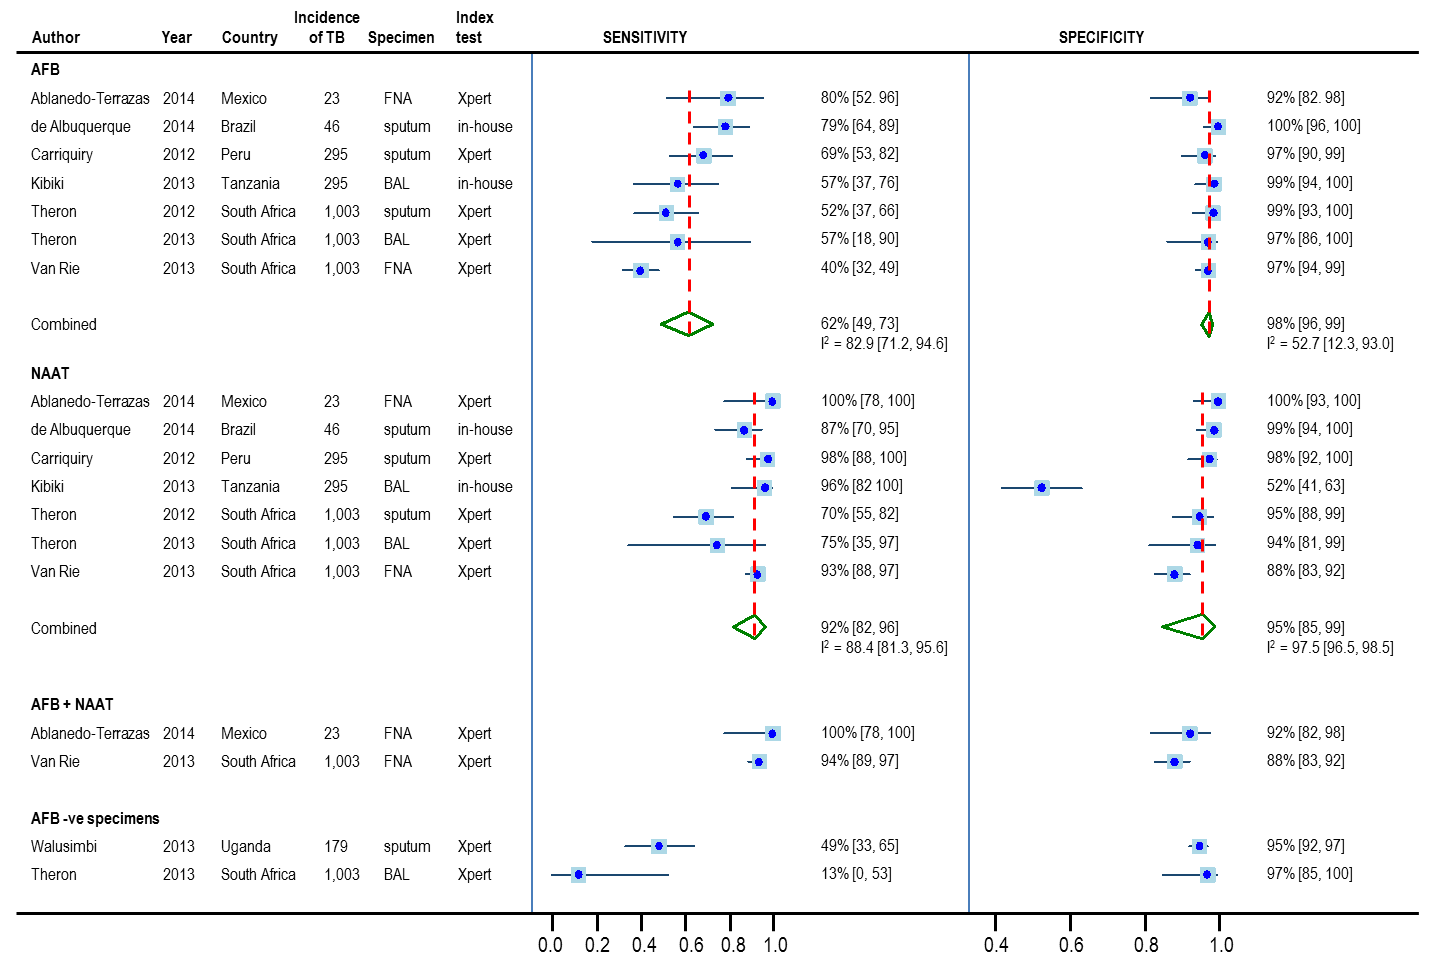 Author Year Country Incidence of TB Specimen Index test SENSITIVITY SPECIFICITY
AFB
Ablanedo-Terrazas 2014 Mexico 23 FNA Xpert 80% [52. 96] 92% [82. 98]
de Albuquerque 2014 Brazil 46 sputum in-house 79% [64, 89] 100% [96, 100]
Carriquiry 2012 Peru 295 sputum Xpert 69% [53, 82] 97% [90, 99]
Kibiki 2013 Tanzania 295 BAL in-house 57% [37, 76] 99% [94, 100]
Theron 2012 South Africa 1,003 sputum Xpert 52% [37, 66] 99% [93, 100]
Theron 2013 South Africa 1,003 BAL Xpert 57% [18, 90] 97% [86, 100]
Van Rie 2013 South Africa 1,003 FNA Xpert 40% [32, 49] 97% [94, 99]
Combined 62% [49, 73] 98% [96, 99]
I² = 82.9 [71.2, 94.6] I² = 52.7 [12.3, 93.0]
NAAT
Ablanedo-Terrazas 2014 Mexico 23 FNA Xpert 100% [78, 100] 100% [93, 100]
de Albuquerque 2014 Brazil 46 sputum in-house 87% [70, 95] 99% [94, 100]
Carriquiry 2012 Peru 295 sputum Xpert 98% [88, 100] 98% [92, 100]
Kibiki 2013 Tanzania 295 BAL in-house 96% [82 100] 52% [41, 63]
Theron 2012 South Africa 1,003 sputum Xpert 70% [55, 82] 95% [88, 99]
Theron 2013 South Africa 1,003 BAL Xpert 75% [35, 97] 94% [81, 99]
Van Rie 2013 South Africa 1,003 FNA Xpert 93% [88, 97] 88% [83, 92]
Combined 92% [82, 96] 95% [85, 99]
I² = 88.4 [81.3, 95.6] I² = 97.5 [96.5, 98.5]
AFB + NAAT
Ablanedo-Terrazas 2014 Mexico 23 FNA Xpert 100% [78, 100] 92% [82, 98]
Van Rie 2013 South Africa 1,003 FNA Xpert 94% [89, 97] 88% [83, 92]
AFB -ve specimens
Walusimbi 2013 Uganda 179 sputum Xpert 49% [33, 65] 95% [92, 97]
Theron 2013 South Africa 1,003 BAL Xpert 13% [0, 53] 97% [85, 100]
0.0 0.2 0.4 0.6 0.8 1.0 0.4 0.6 0.8 1.0